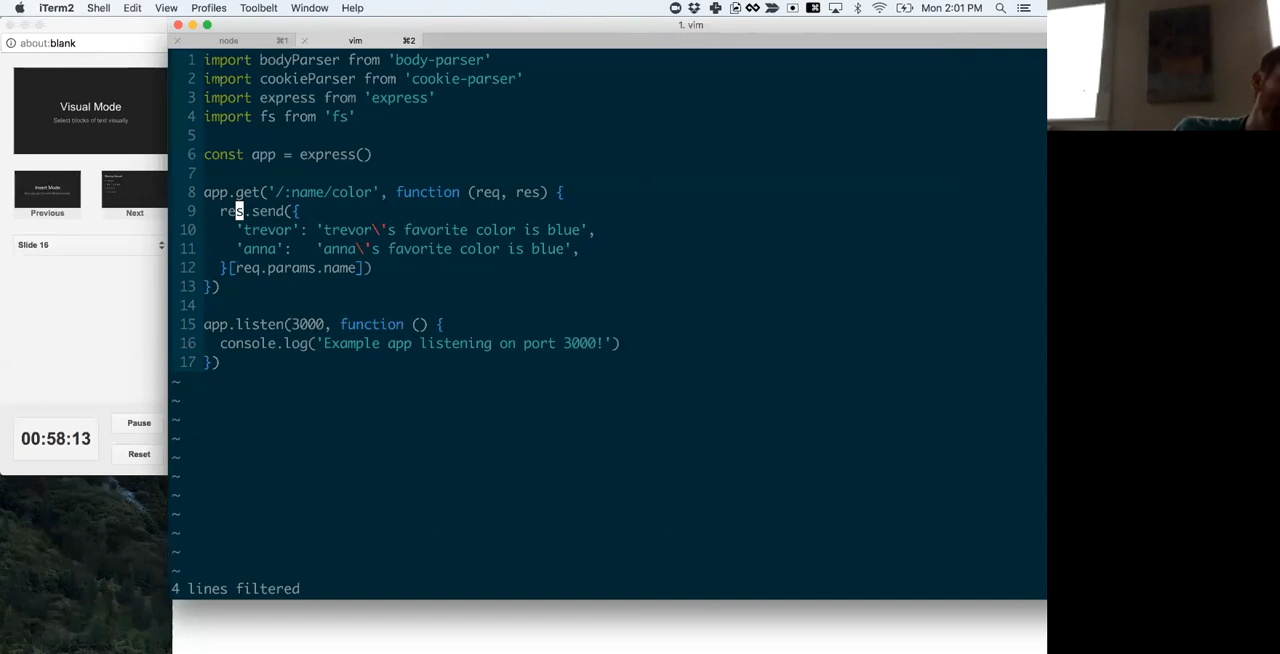 iTerm2 Shell Edit View Profiles Toolbelt Window Help Mon 2:01 PM
1. vim
node ⌘1 vim ⌘2
about:blank
Visual Mode
Select blocks of text visually
Insert Mode
Previous
Next
Slide 16
00:58:13
Pause
Reset
1 import bodyParser from 'body-parser'
2 import cookieParser from 'cookie-parser'
3 import express from 'express'
4 import fs from 'fs'
5
6 const app = express()
7
8 app.get('/:name/color', function (req, res) {
9   res.send({
10     'trevor': 'trevor\'s favorite color is blue',
11     'anna':   'anna\'s favorite color is blue',
12   }[req.params.name])
13 })
14
15 app.listen(3000, function () {
16   console.log('Example app listening on port 3000!')
17 })
~
~
~
~
~
~
~
~
~
~
~
4 lines filtered